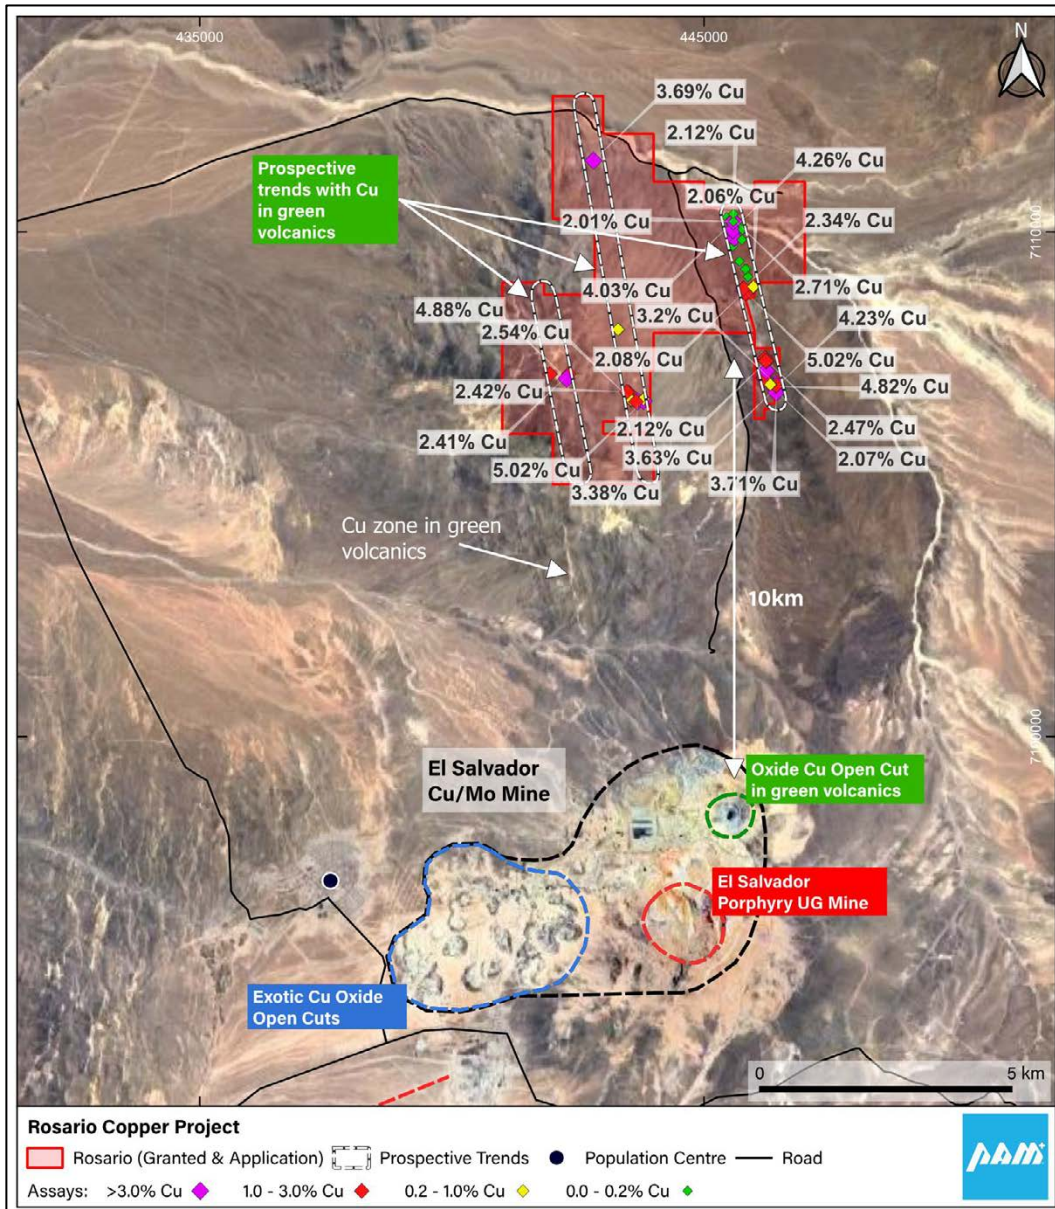 435000
445000
N
3.69% Cu
2.12% Cu
4.26% Cu
Prospective
trends with Cu
in green
volcanics
2.06% Cu
2.01% Cu
2.34% Cu
7110000
4.03% Cu
2.71% Cu
4.88% Cu
3.2% Cu
4.23% Cu
2.54% Cu
2.08% Cu
5.02% Cu
4.82% Cu
2.42% Cu
2.12% Cu
2.47% Cu
2.41% Cu
3.63% Cu
2.07% Cu
5.02% Cu
3.38% Cu
3.71% Cu
Cu zone in green
volcanics
10km
7100000
El Salvador
Cu/Mo Mine
Oxide Cu Open Cut
in green volcanics
El Salvador
Porphyry UG Mine
Exotic Cu Oxide
Open Cuts
0 5 km
Rosario Copper Project
Rosario (Granted & Application) Prospective Trends Population Centre Road
Assays: >3.0% Cu 1.0 - 3.0% Cu 0.2 - 1.0% Cu 0.0 - 0.2% Cu
PAM+